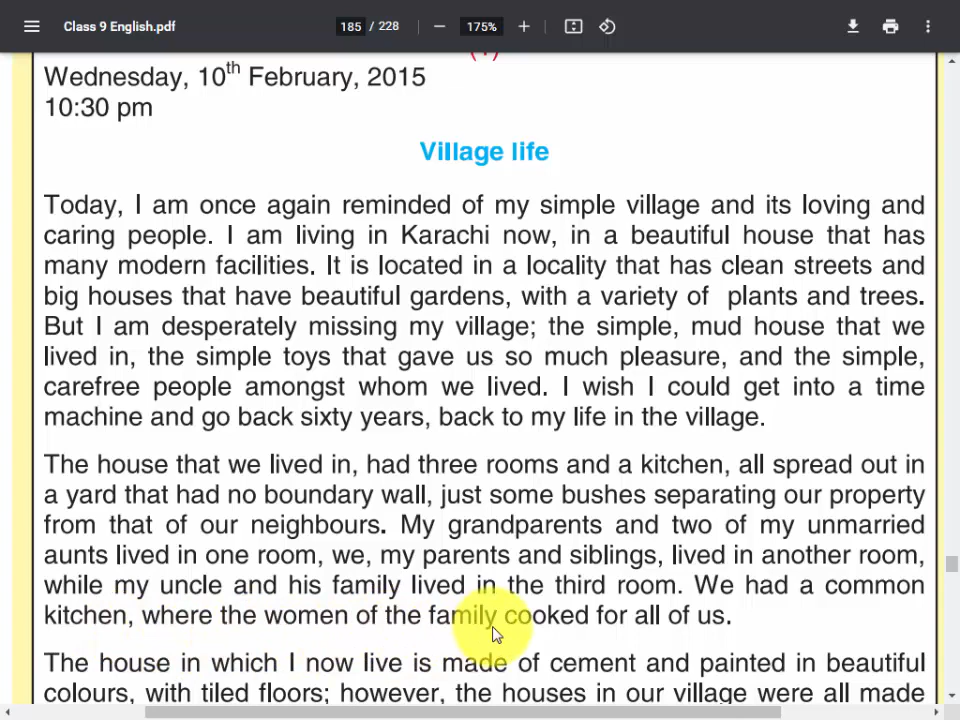 Class 9 English.pdf
185 / 228
175%
Wednesday, 10th February, 2015
10:30 pm
Village life
Today, I am once again reminded of my simple village and its loving and
caring people. I am living in Karachi now, in a beautiful house that has
many modern facilities. It is located in a locality that has clean streets and
big houses that have beautiful gardens, with a variety of plants and trees.
But I am desperately missing my village; the simple, mud house that we
lived in, the simple toys that gave us so much pleasure, and the simple,
carefree people amongst whom we lived. I wish I could get into a time
machine and go back sixty years, back to my life in the village.
The house that we lived in, had three rooms and a kitchen, all spread out in
a yard that had no boundary wall, just some bushes separating our property
from that of our neighbours. My grandparents and two of my unmarried
aunts lived in one room, we, my parents and siblings, lived in another room,
while my uncle and his family lived in the third room. We had a common
kitchen, where the women of the family cooked for all of us.
The house in which I now live is made of cement and painted in beautiful
colours, with tiled floors; however, the houses in our village were all made